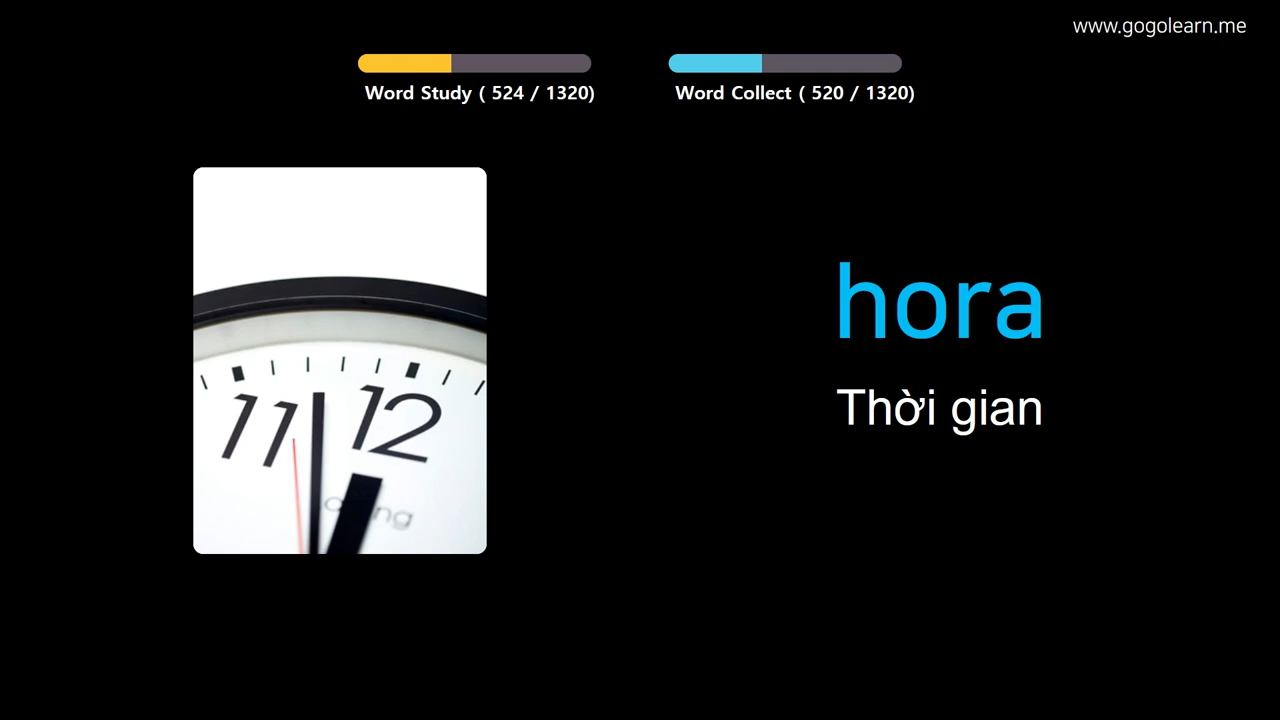 www.gogolearn.me
Word Study ( 524 / 1320)
Word Collect ( 520 / 1320)
hora
Thời gian
11
12